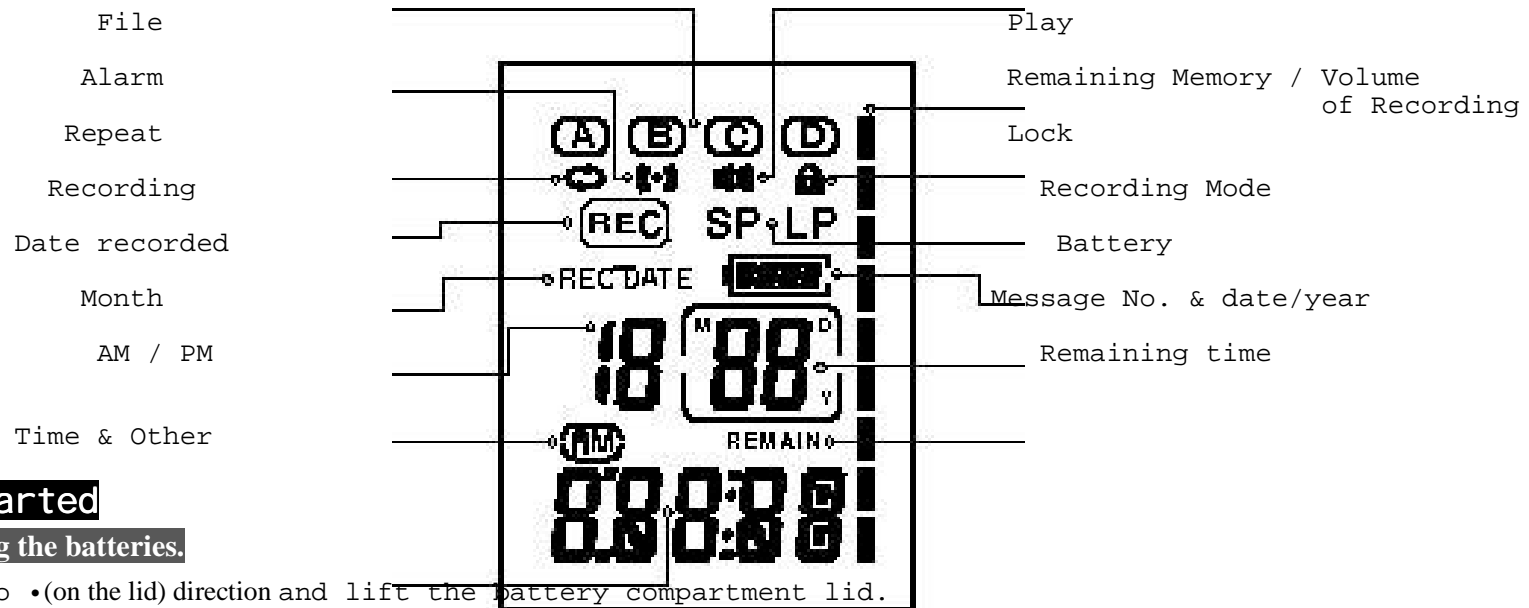 File
Alarm
Repeat
Recording
Date recorded
Month
AM / PM
Time & Other
Play
Remaining Memory / Volume
of Recording
Lock
Recording Mode
Battery
Message No. & date/year
Remaining time
A B C D
REC SP LP
REC DATE
M D
18 88
Y
AM REMAIN
arted
g the batteries.
o •(on the lid) direction and lift the battery compartment lid.